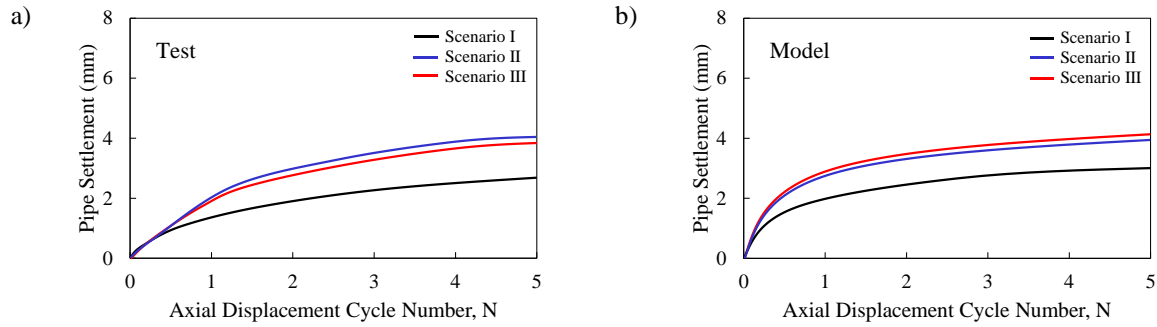 a)
Pipe Settlement (mm)
8
6
4
2
0
Test
Scenario I
Scenario II
Scenario III
0 1 2 3 4 5
Axial Displacement Cycle Number, N
b)
Pipe Settlement (mm)
8
6
4
2
0
Model
Scenario I
Scenario II
Scenario III
0 1 2 3 4 5
Axial Displacement Cycle Number, N